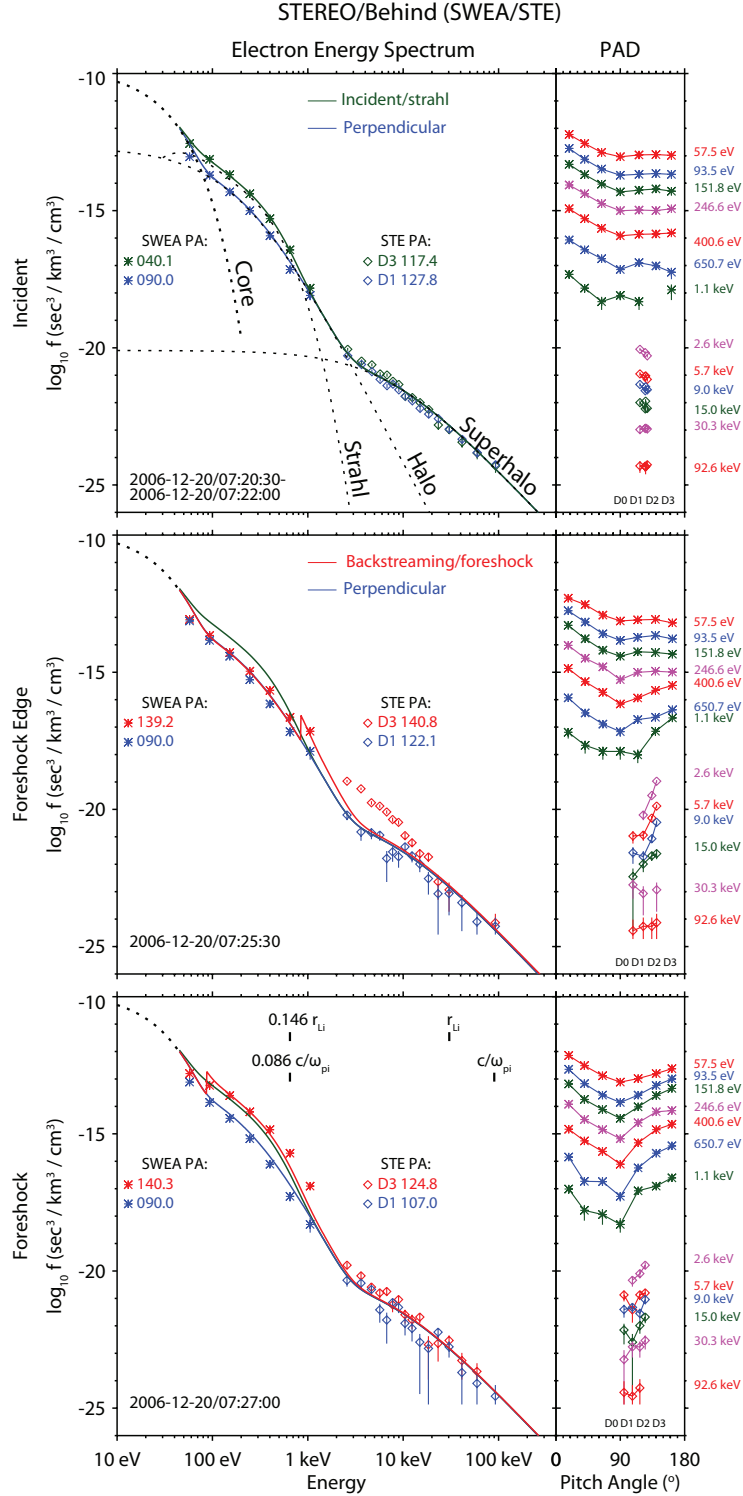 STEREO/Behind (SWEA/STE)
Electron Energy Spectrum
PAD
-10
-15
-20
-25
Incident
log₁₀ f (sec³ / km³ / cm³)
Incident/strahl
Perpendicular
SWEA PA:
040.1
090.0
STE PA:
D3 117.4
D1 127.8
Core
Strahl
Halo
Superhalo
2006-12-20/07:20:30-
2006-12-20/07:22:00
57.5 eV
93.5 eV
151.8 eV
246.6 eV
400.6 eV
650.7 eV
1.1 keV
2.6 keV
5.7 keV
9.0 keV
15.0 keV
30.3 keV
92.6 keV
D0 D1 D2 D3
-10
-15
-20
-25
Foreshock Edge
log₁₀ f (sec³ / km³ / cm³)
Backstreaming/foreshock
Perpendicular
SWEA PA:
139.2
090.0
STE PA:
D3 140.8
D1 122.1
2006-12-20/07:25:30
57.5 eV
93.5 eV
151.8 eV
246.6 eV
400.6 eV
650.7 eV
1.1 keV
2.6 keV
5.7 keV
9.0 keV
15.0 keV
30.3 keV
92.6 keV
D0 D1 D2 D3
-10
-15
-20
-25
Foreshock
log₁₀ f (sec³ / km³ / cm³)
0.146 r_Li
r_Li
0.086 c/ω_pi
c/ω_pi
SWEA PA:
140.3
090.0
STE PA:
D3 124.8
D1 107.0
2006-12-20/07:27:00
57.5 eV
93.5 eV
151.8 eV
246.6 eV
400.6 eV
650.7 eV
1.1 keV
2.6 keV
5.7 keV
9.0 keV
15.0 keV
30.3 keV
92.6 keV
D0 D1 D2 D3
10 eV
100 eV
1 keV
10 keV
100 keV
0
90
180
Energy
Pitch Angle (°)